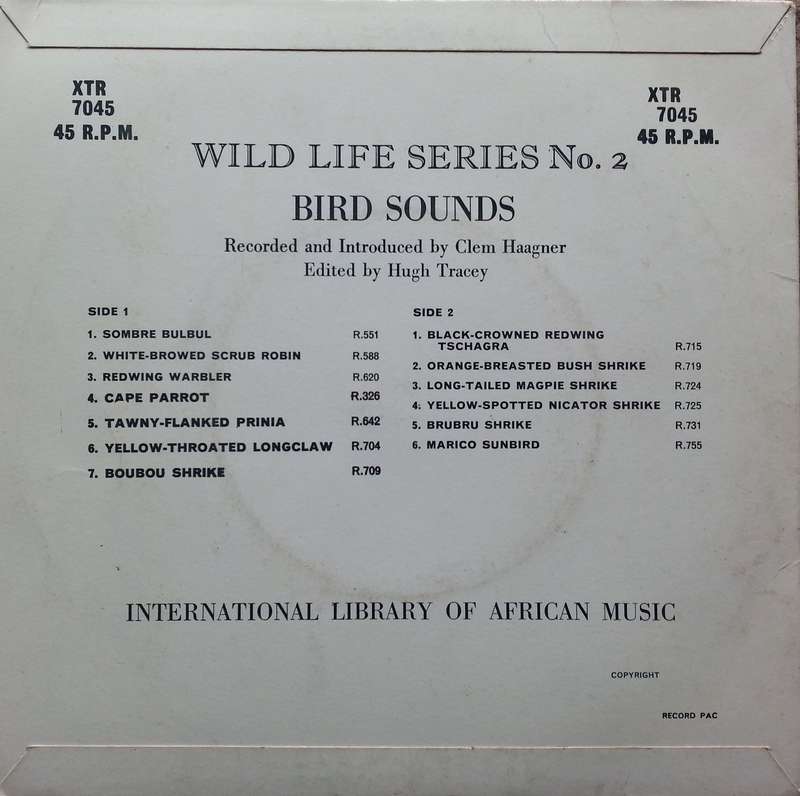 XTR
7045
45 R.P.M.
XTR
7045
45 R.P.M.
WILD LIFE SERIES No. 2
BIRD SOUNDS
Recorded and Introduced by Clem Haagner
Edited by Hugh Tracey
SIDE 1
1. SOMBRE BULBUL R.551
2. WHITE-BROWED SCRUB ROBIN R.588
3. REDWING WARBLER R.620
4. CAPE PARROT R.326
5. TAWNY-FLANKED PRINIA R.642
6. YELLOW-THROATED LONGCLAW R.704
7. BOUBOU SHRIKE R.709
SIDE 2
1. BLACK-CROWNED REDWING
TSCHAGRA R.715
2. ORANGE-BREASTED BUSH SHRIKE R.719
3. LONG-TAILED MAGPIE SHRIKE R.724
4. YELLOW-SPOTTED NICATOR SHRIKE R.725
5. BRUBRU SHRIKE R.731
6. MARICO SUNBIRD R.755
INTERNATIONAL LIBRARY OF AFRICAN MUSIC
COPYRIGHT
RECORD PAC